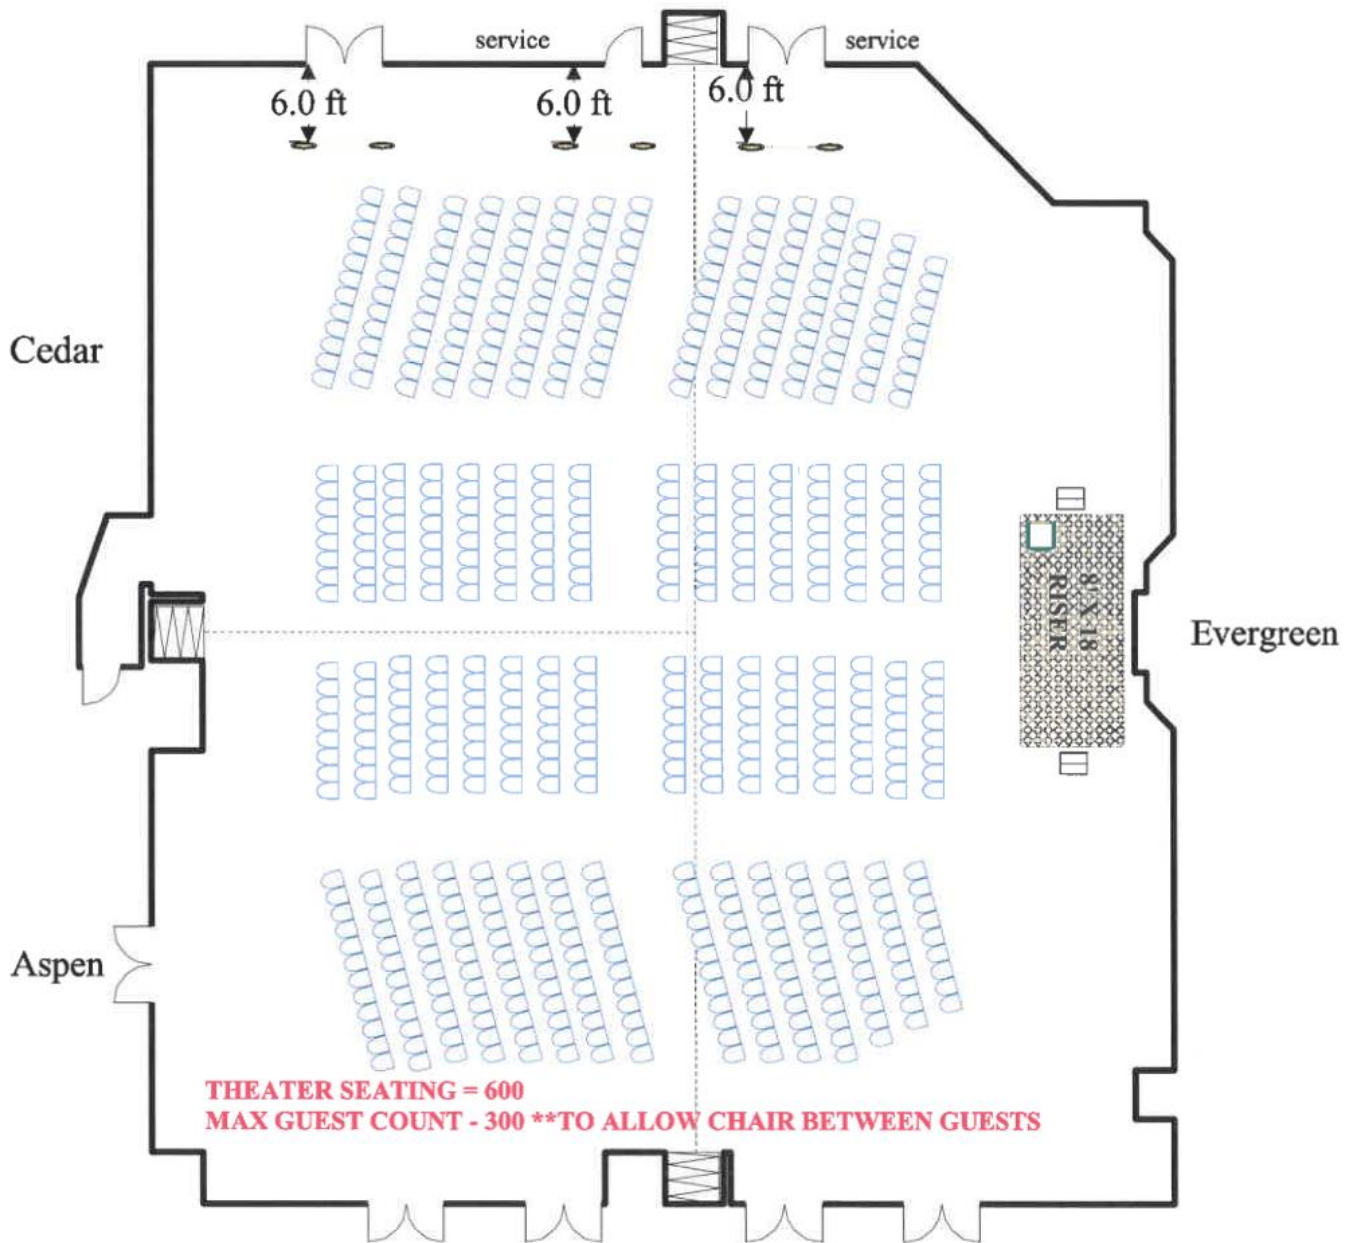 service
service
6.0 ft
6.0 ft
6.0 ft
Cedar
8' X 18
RISER
Evergreen
Aspen
THEATER SEATING = 600
MAX GUEST COUNT - 300 **TO ALLOW CHAIR BETWEEN GUESTS